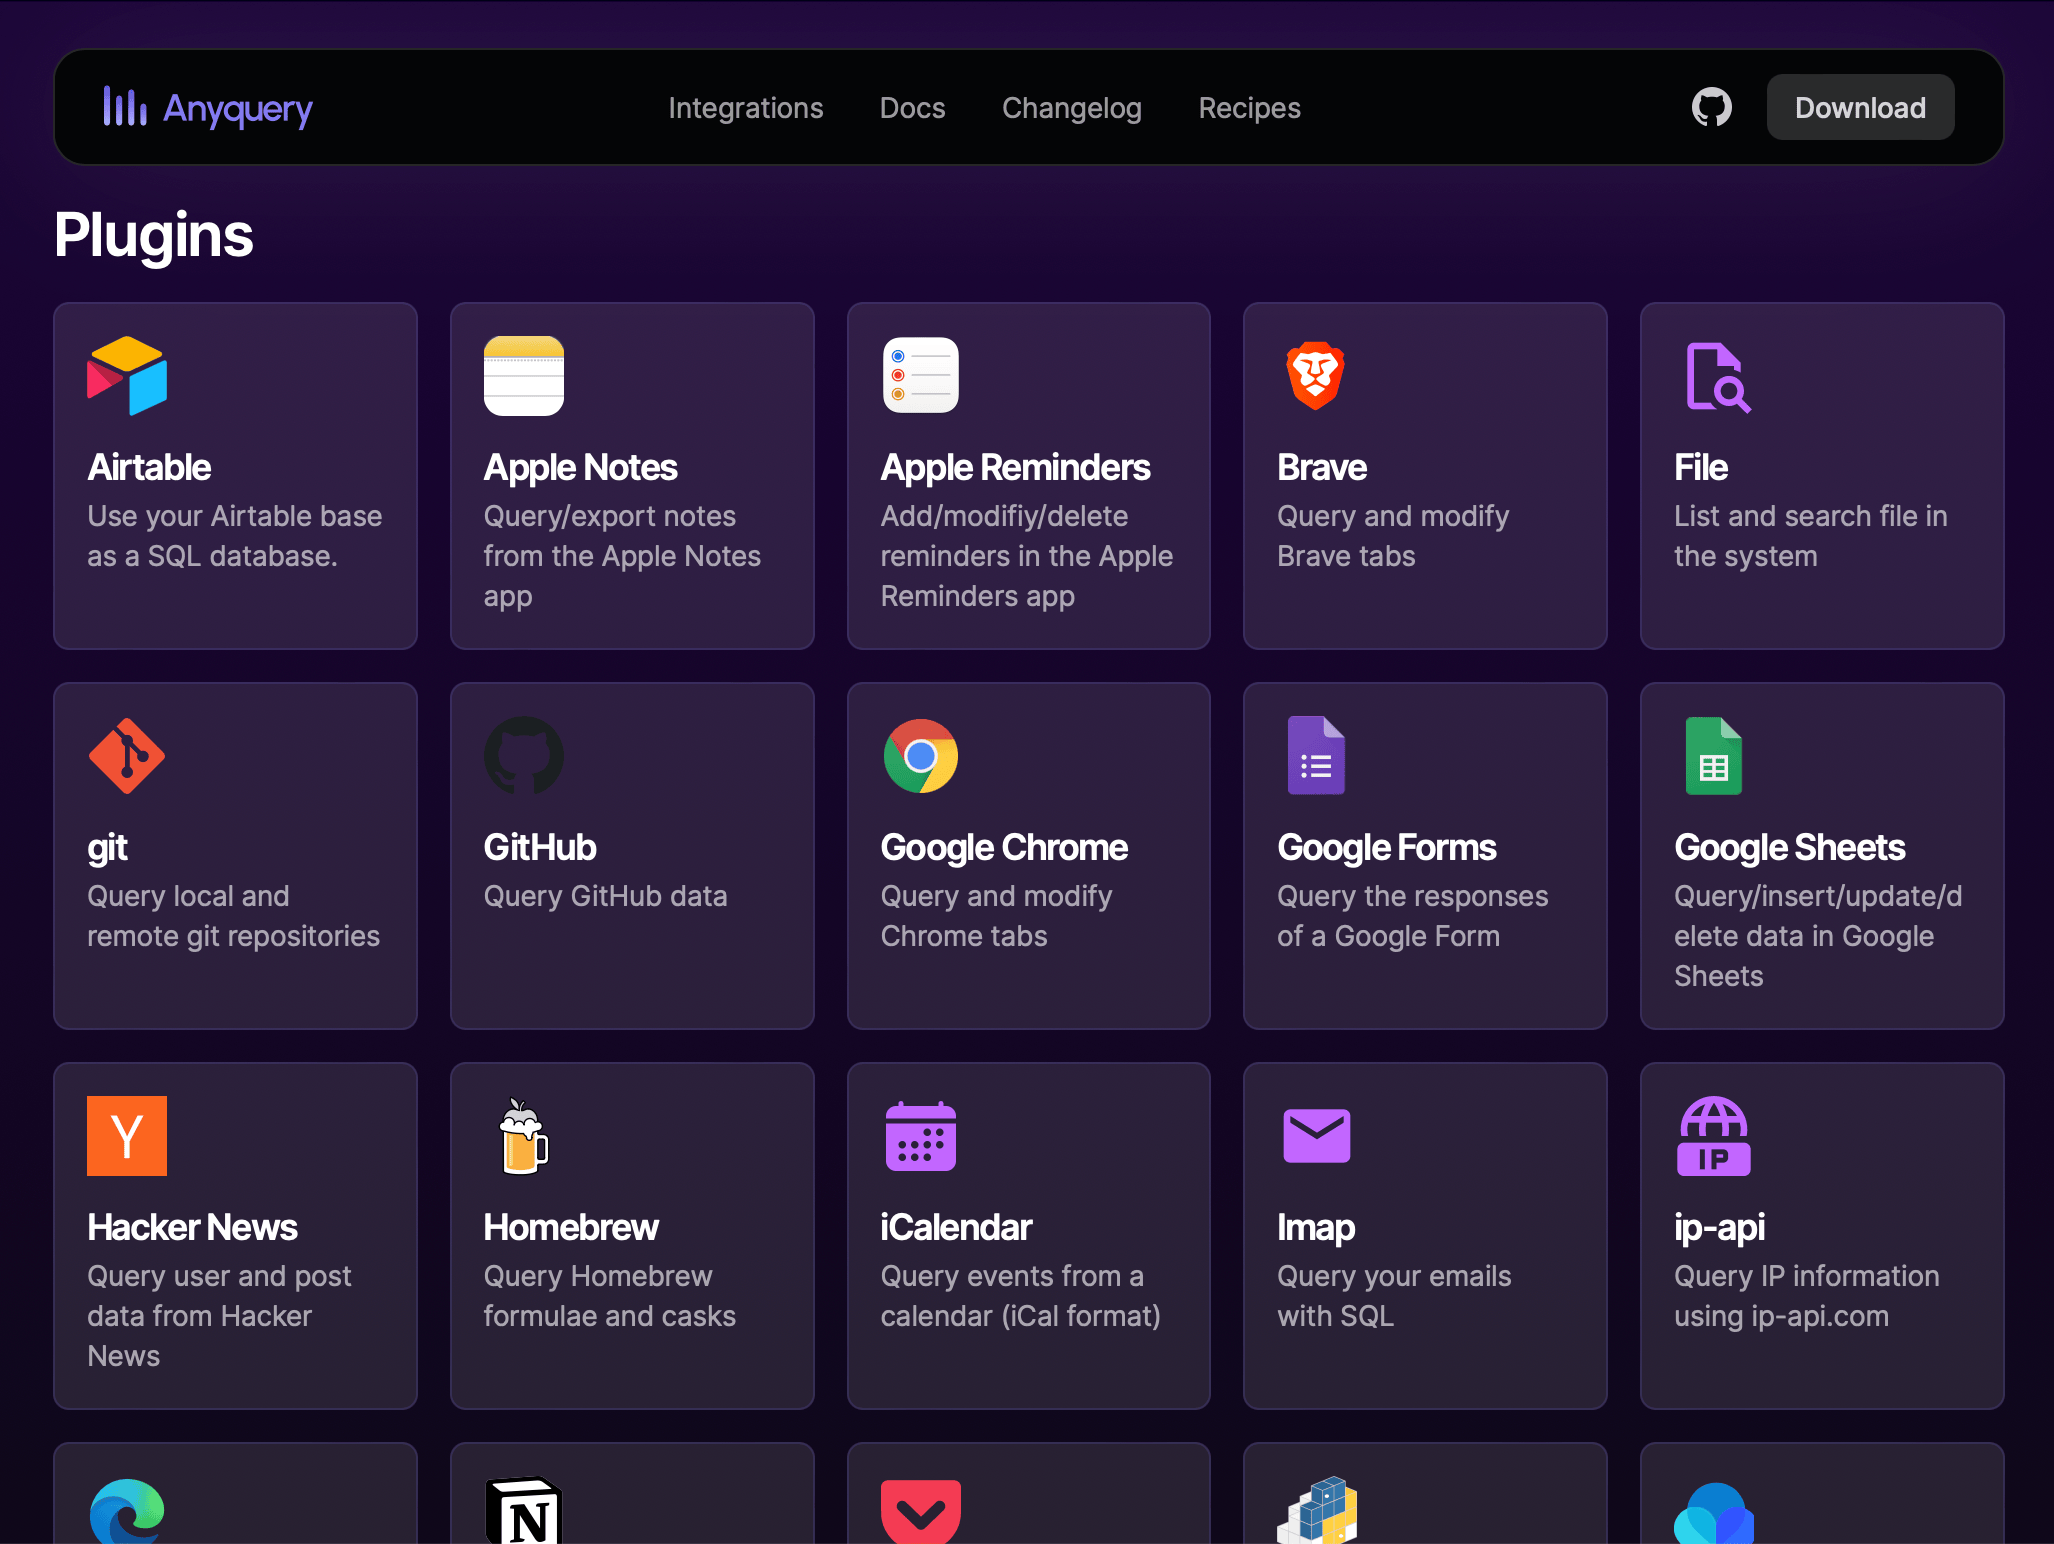 Anyquery
Integrations
Docs
Changelog
Recipes
Download
Plugins
Airtable
Use your Airtable base
as a SQL database.
Apple Notes
Query/export notes
from the Apple Notes
app
Apple Reminders
Add/modifiy/delete
reminders in the Apple
Reminders app
Brave
Query and modify
Brave tabs
File
List and search file in
the system
git
Query local and
remote git repositories
GitHub
Query GitHub data
Google Chrome
Query and modify
Chrome tabs
Google Forms
Query the responses
of a Google Form
Google Sheets
Query/insert/update/d
elete data in Google
Sheets
Y
Hacker News
Query user and post
data from Hacker
News
Homebrew
Query Homebrew
formulae and casks
iCalendar
Query events from a
calendar (iCal format)
Imap
Query your emails
with SQL
IP
ip-api
Query IP information
using ip-api.com
N